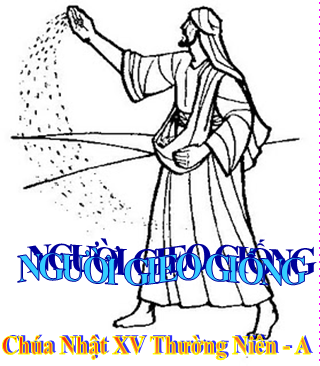 NGƯỜI GIEO GIỐNG
Chúa Nhật XV Thường Niên - A